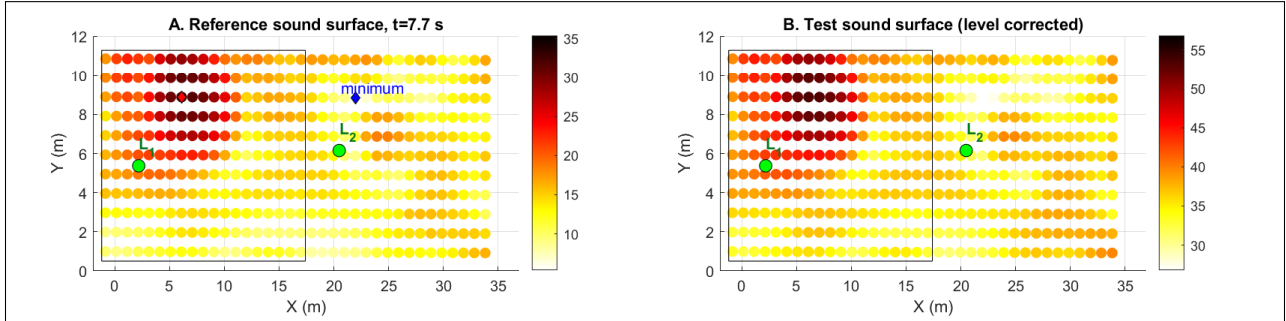 A. Reference sound surface, t=7.7 s
12
10
8
6
4
2
0
Y (m)
minimum
L2
L1
0 5 10 15 20 25 30 35
X (m)
35
30
25
20
15
10
B. Test sound surface (level corrected)
12
10
8
6
4
2
0
Y (m)
L2
L1
0 5 10 15 20 25 30 35
X (m)
55
50
45
40
35
30